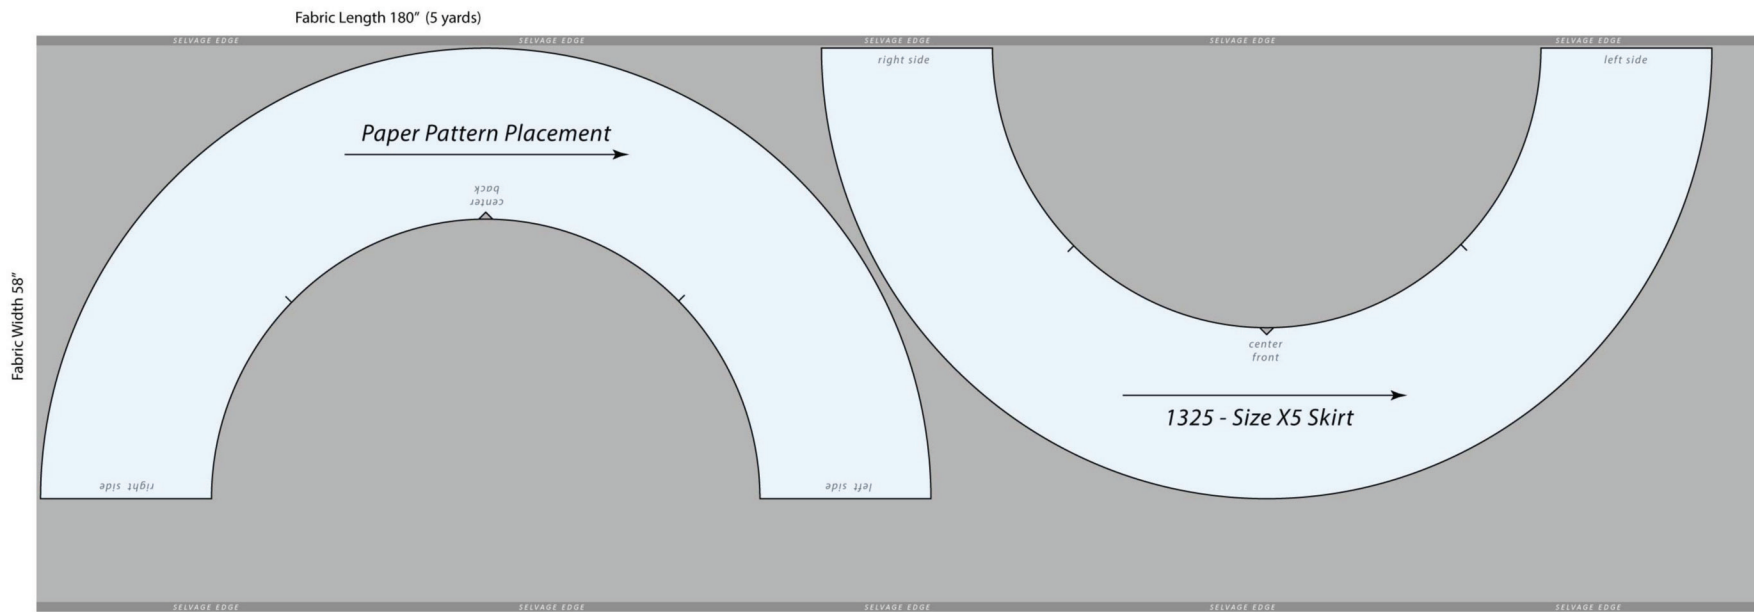 Fabric Length 180” (5 yards)
SELVAGE EDGE SELVAGE EDGE SELVAGE EDGE SELVAGE EDGE SELVAGE EDGE
right side
left side
Paper Pattern Placement
center
back
Fabric Width 58”
center
front
1325 - Size X5 Skirt
right side
left side
SELVAGE EDGE SELVAGE EDGE SELVAGE EDGE SELVAGE EDGE SELVAGE EDGE